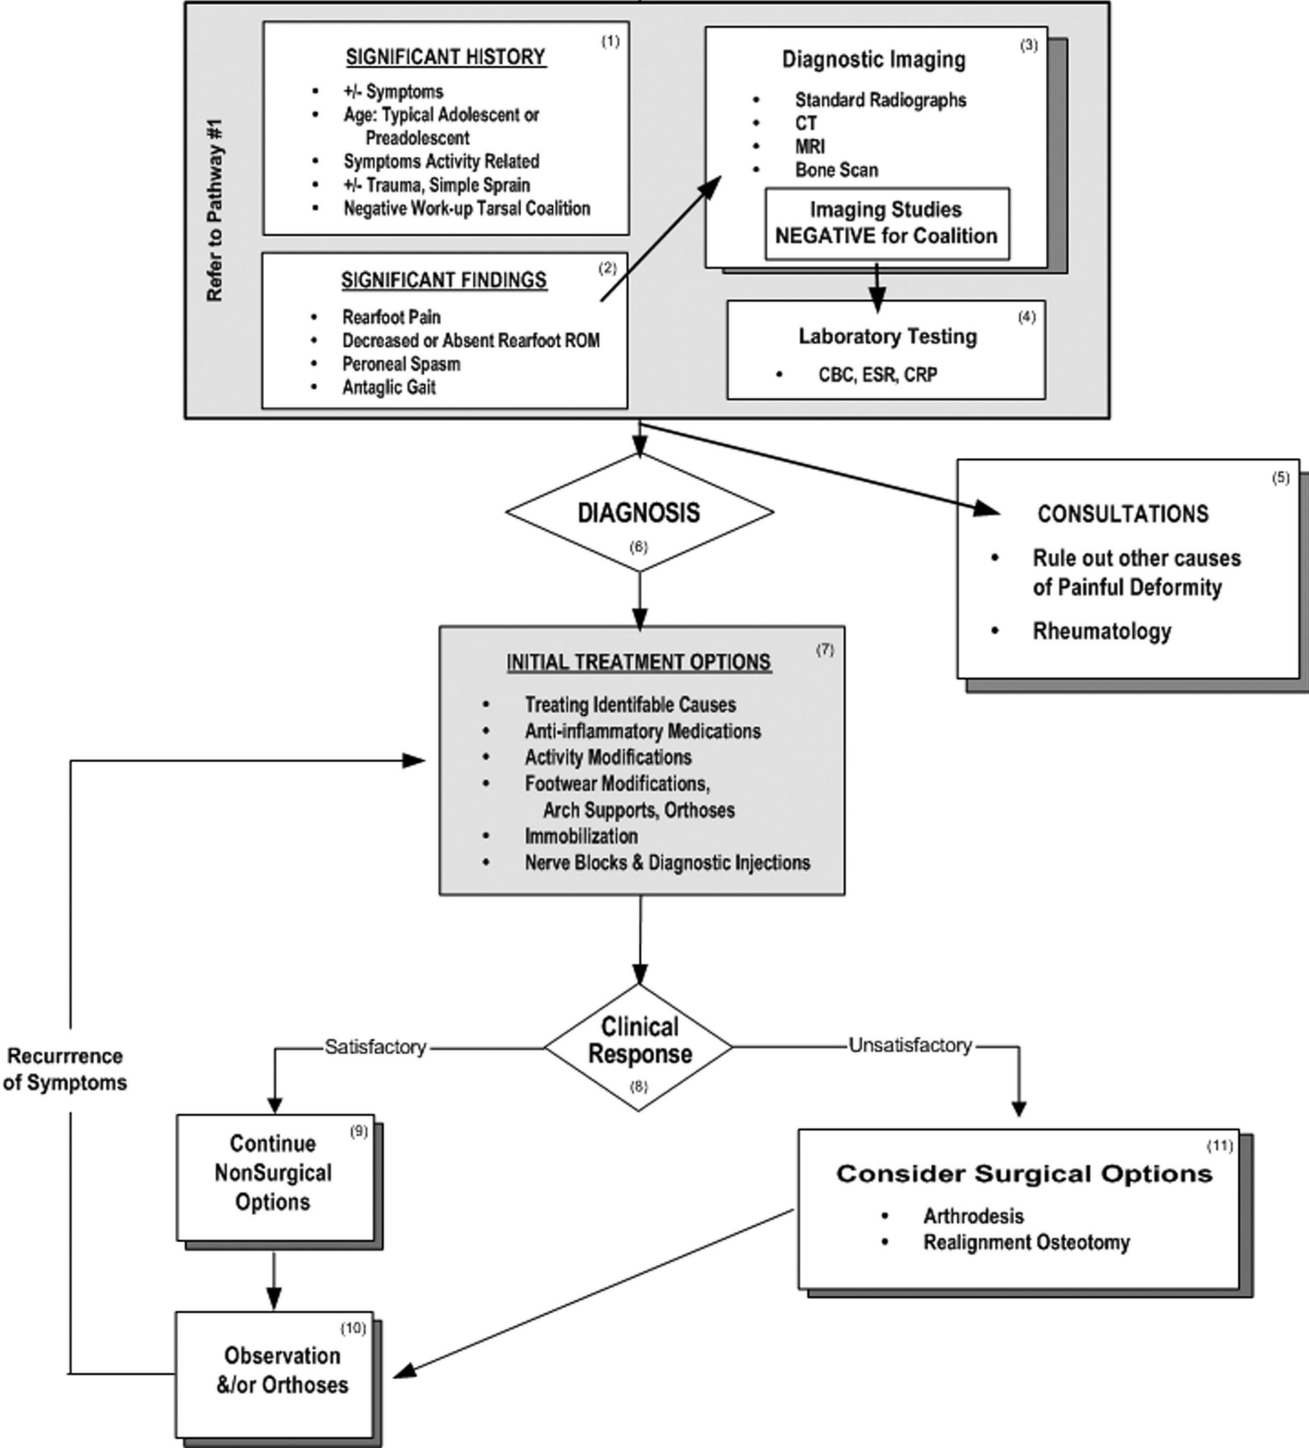 Refer to Pathway #1
(1)
SIGNIFICANT HISTORY
• +/- Symptoms
• Age: Typical Adolescent or
Preadolescent
• Symptoms Activity Related
• +/- Trauma, Simple Sprain
• Negative Work-up Tarsal Coalition
(2)
SIGNIFICANT FINDINGS
• Rearfoot Pain
• Decreased or Absent Rearfoot ROM
• Peroneal Spasm
• Antaglic Gait
(3)
Diagnostic Imaging
• Standard Radiographs
• CT
• MRI
• Bone Scan
Imaging Studies
NEGATIVE for Coalition
(4)
Laboratory Testing
• CBC, ESR, CRP
(5)
CONSULTATIONS
• Rule out other causes
of Painful Deformity
• Rheumatology
DIAGNOSIS
(6)
(7)
INITIAL TREATMENT OPTIONS
• Treating Identifable Causes
• Anti-inflammatory Medications
• Activity Modifications
• Footwear Modifications,
Arch Supports, Orthoses
• Immobilization
• Nerve Blocks & Diagnostic Injections
Clinical
Response
(8)
Satisfactory
Unsatisfactory
Recurrrence
of Symptoms
(9)
Continue
NonSurgical
Options
(10)
Observation
&/or Orthoses
(11)
Consider Surgical Options
• Arthrodesis
• Realignment Osteotomy